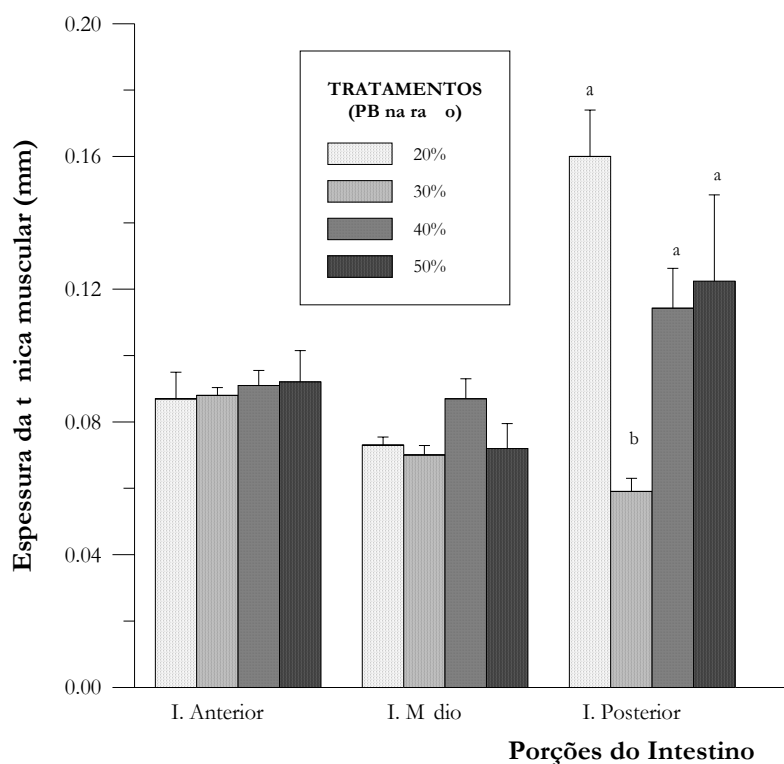 0.20
0.16
0.12
0.08
0.04
0.00
Espessura da t nica muscular (mm)
TRATAMENTOS
(PB na ra o)
20%
30%
40%
50%
a
b
a
a
I. Anterior
I. M dio
I. Posterior
Porções do Intestino